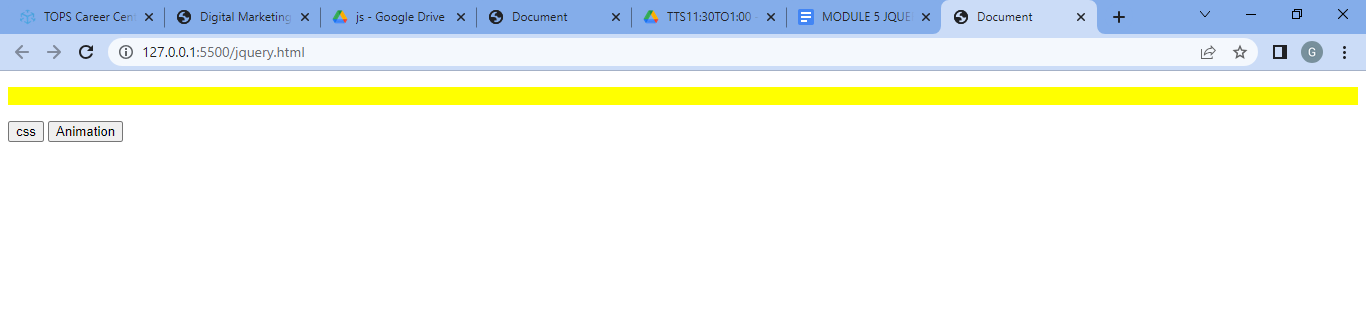 TOPS Career Cent
Digital Marketing
js - Google Drive
Document
TTS11:30TO1:00 -
MODULE 5 JQUE
Document
127.0.0.1:5500/jquery.html
G
css
Animation